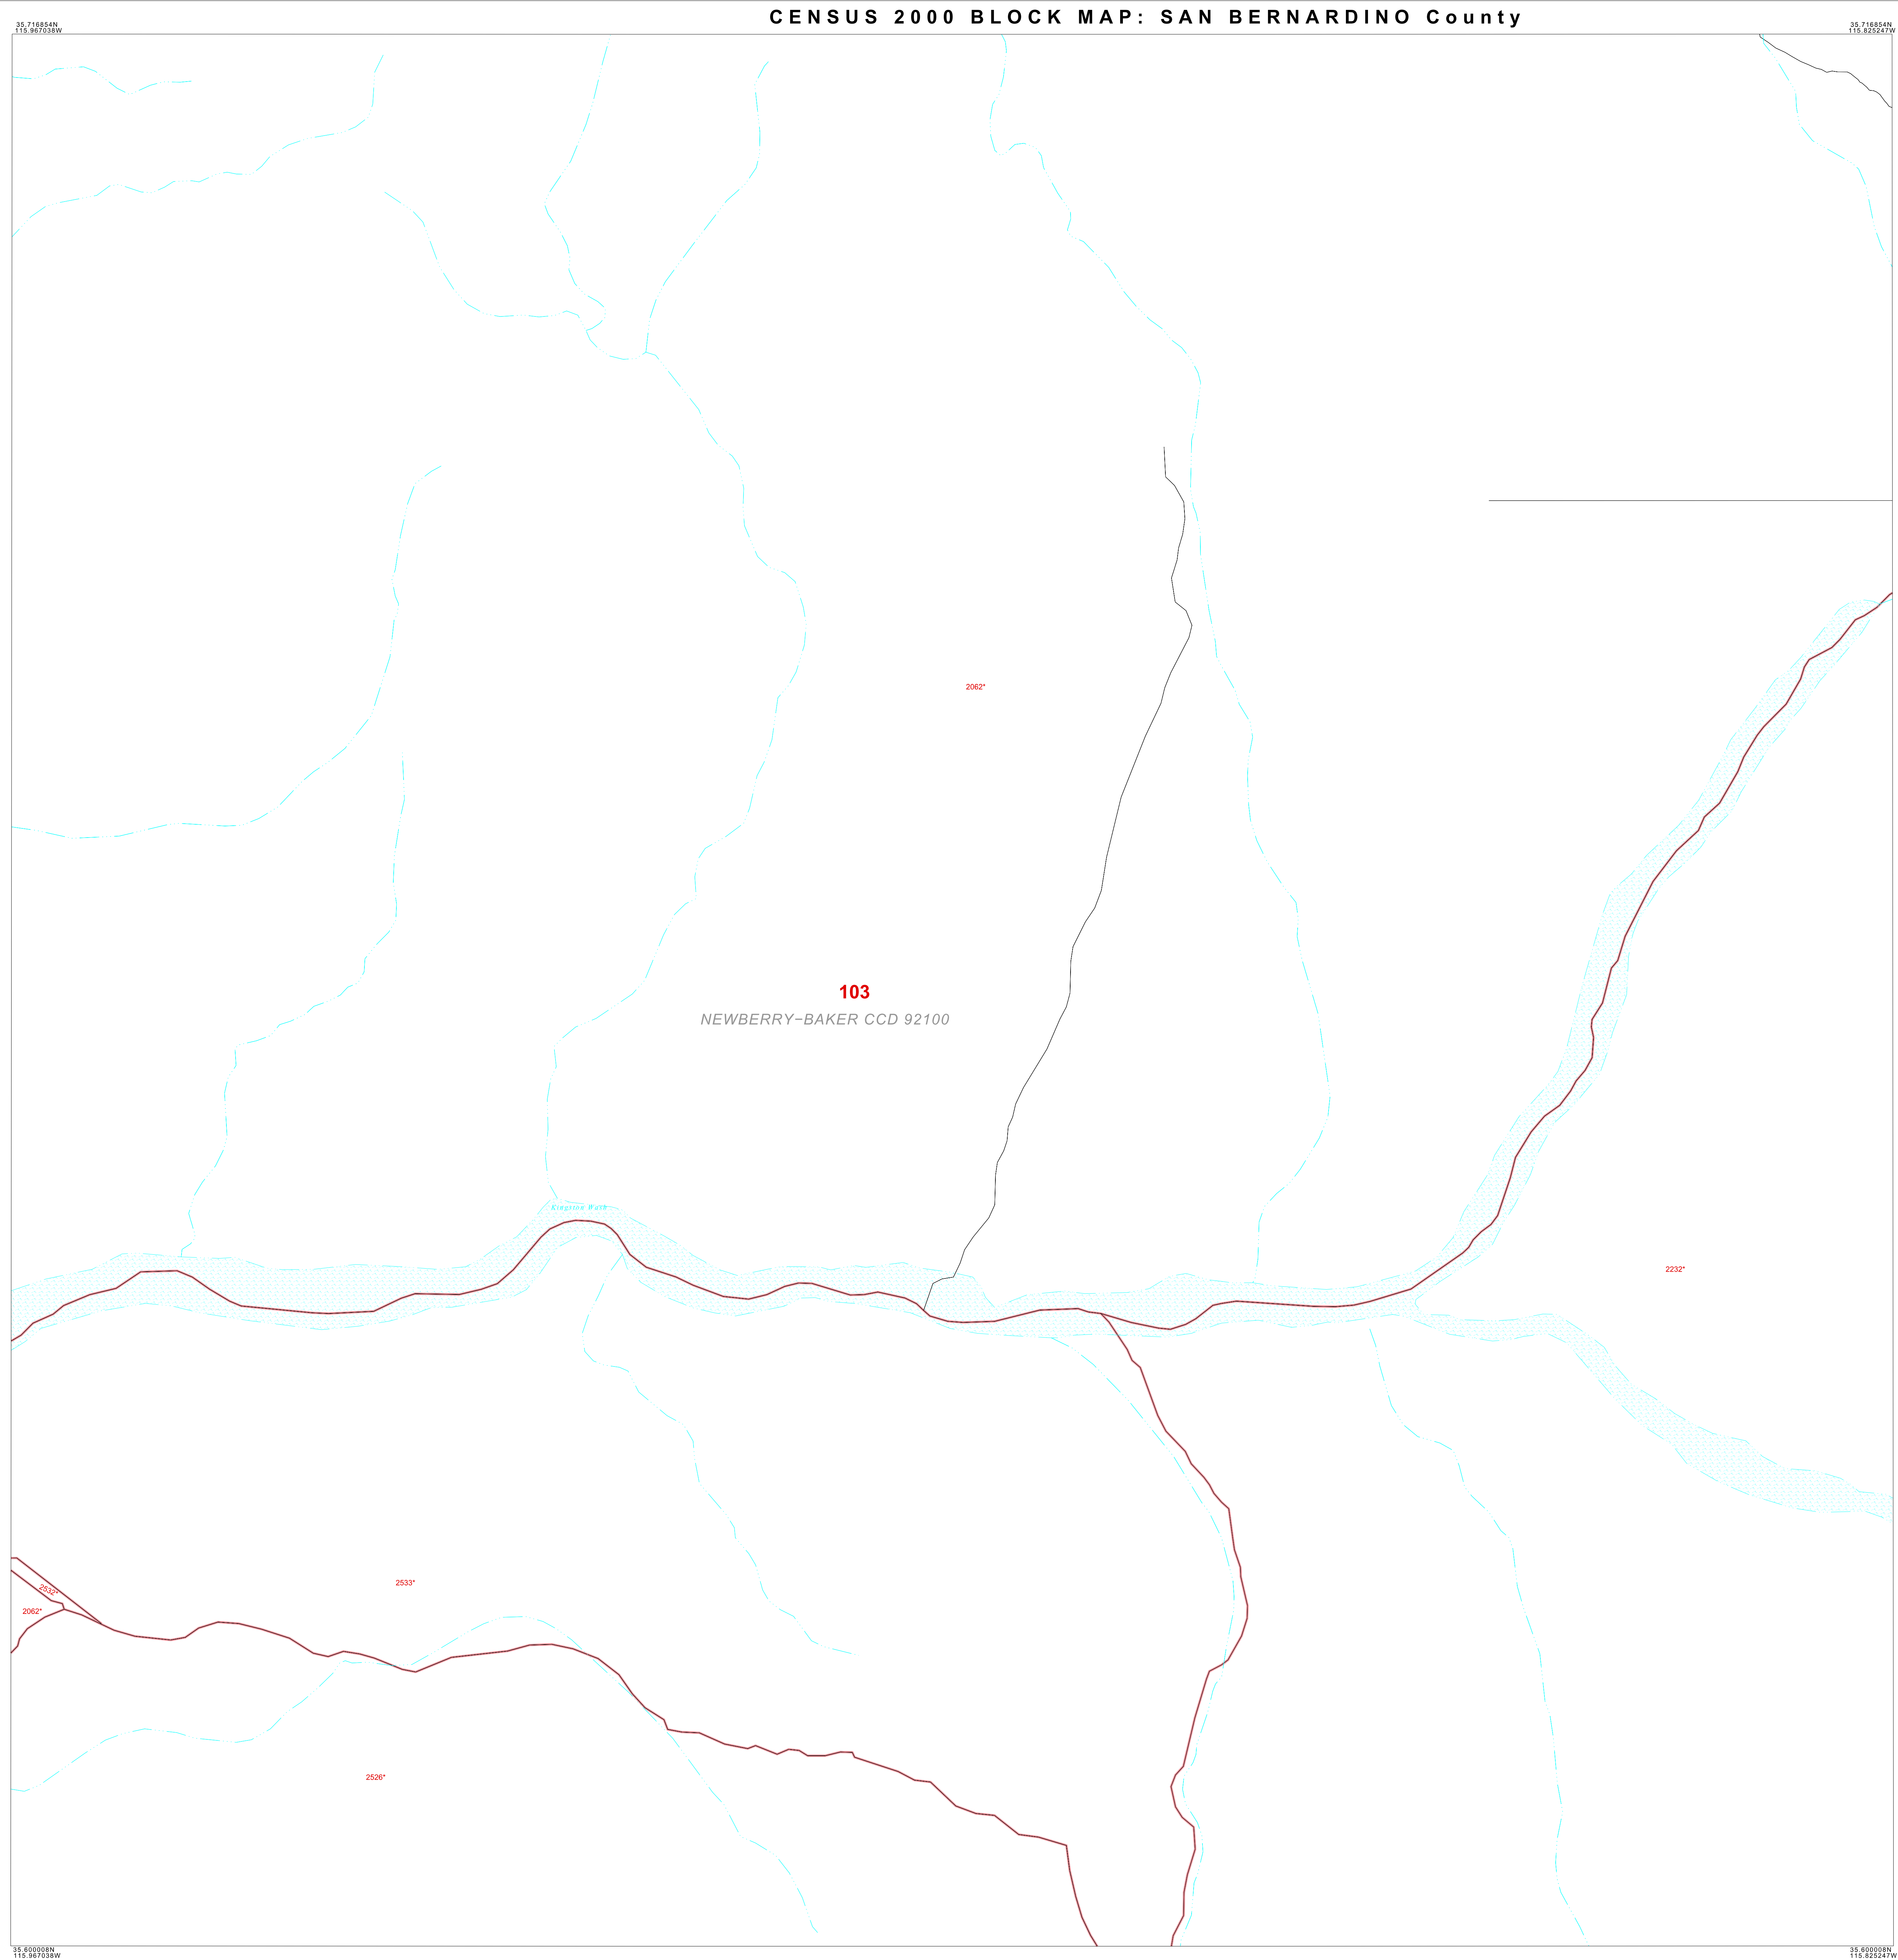 CENSUS 2000 BLOCK MAP: SAN BERNARDINO County
35.716854N
115.967038W
35.716854N
115.825247W
2062*
103
NEWBERRY-BAKER CCD 92100
Kingston Wash
2232*
2533*
2532*
2062*
2526*
35.600008N
115.967038W
35.600008N
115.825247W